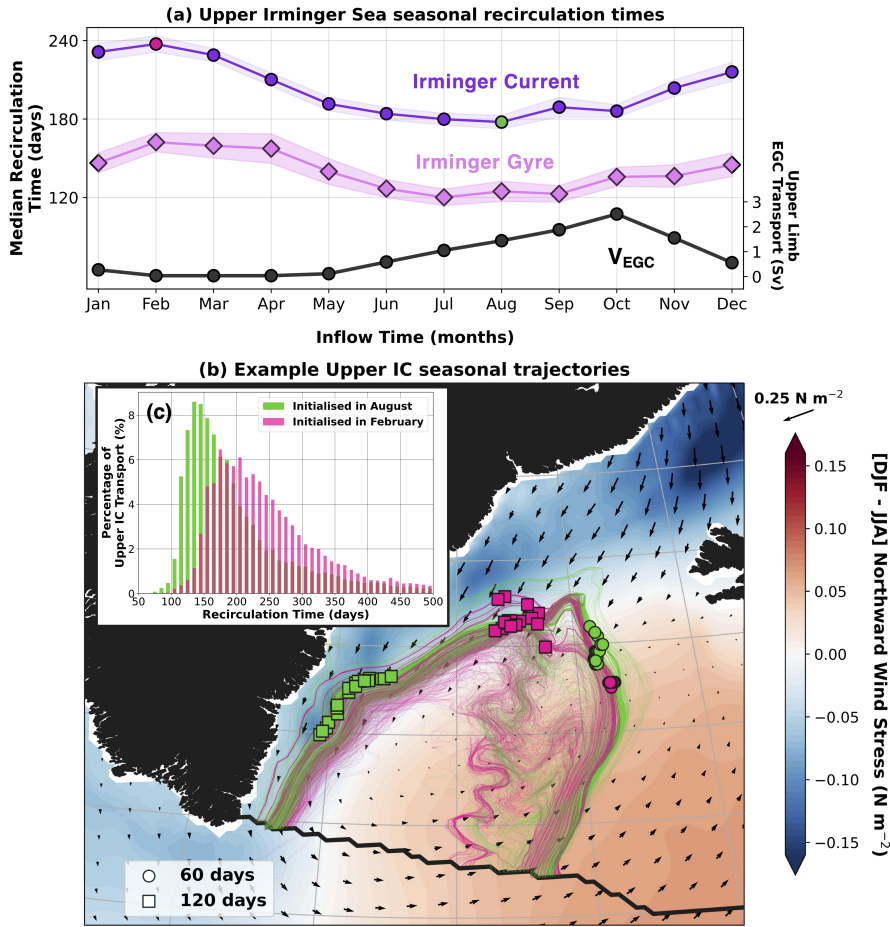 (a) Upper Irminger Sea seasonal recirculation times
Median Recirculation
Time (days)
240
180
120
Irminger Current
Irminger Gyre
V_EGC
Upper Limb
EGC Transport (Sv)
3
2
1
0
Jan Feb Mar Apr May Jun Jul Aug Sep Oct Nov Dec
Inflow Time (months)
(b) Example Upper IC seasonal trajectories
(c)
Initialised in August
Initialised in February
Percentage of
Upper IC Transport (%)
8
6
4
2
0
50 100 150 200 250 300 350 400 450 500
Recirculation Time (days)
60 days
120 days
0.25 N m⁻²
0.15
0.10
0.05
0.00
−0.05
−0.10
−0.15
[DJF - JJA] Northward Wind Stress (N m⁻²)